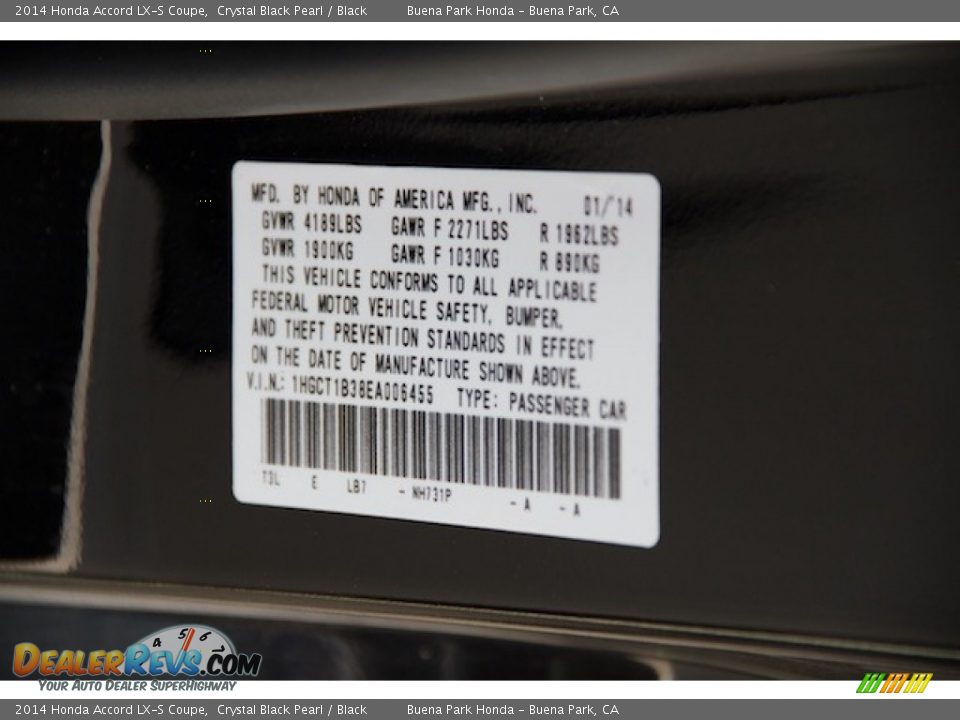 2014 Honda Accord LX-S Coupe, Crystal Black Pearl / Black Buena Park Honda - Buena Park, CA
MFD. BY HONDA OF AMERICA MFG., INC. 01/'14
GVWR 4189LBS GAWR F 2271LBS R 1962LBS
GVWR 1900KG GAWR F 1030KG R 890KG
THIS VEHICLE CONFORMS TO ALL APPLICABLE
FEDERAL MOTOR VEHICLE SAFETY, BUMPER,
AND THEFT PREVENTION STANDARDS IN EFFECT
ON THE DATE OF MANUFACTURE SHOWN ABOVE.
V.I.N.: 1HGCT1B38EA006455 TYPE: PASSENGER CAR
T3L E LB7 - NH731P - A - A
4 5 6
DealerRevs.com
Your Auto Dealer SuperHighway
2014 Honda Accord LX-S Coupe, Crystal Black Pearl / Black Buena Park Honda - Buena Park, CA